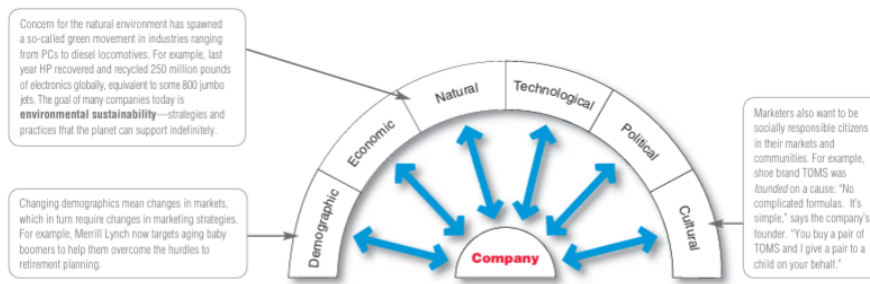 Concern for the natural environment has spawned
a so-called green movement in industries ranging
from PCs to diesel locomotives. For example, last
year HP recovered and recycled 250 million pounds
of electronics globally, equivalent to some 800 jumbo
jets. The goal of many companies today is
environmental sustainability—strategies and
practices that the planet can support indefinitely.
Changing demographics mean changes in markets,
which in turn require changes in marketing strategies.
For example, Merrill Lynch now targets aging baby
boomers to help them overcome the hurdles to
retirement planning.
Demographic
Economic
Natural
Technological
Political
Cultural
Company
Marketers also want to be
socially responsible citizens
in their markets and
communities. For example,
shoe brand TOMS was
founded on a cause: "No
complicated formulas. It's
simple," says the company's
founder. "You buy a pair of
TOMS and I give a pair to a
child on your behalf."